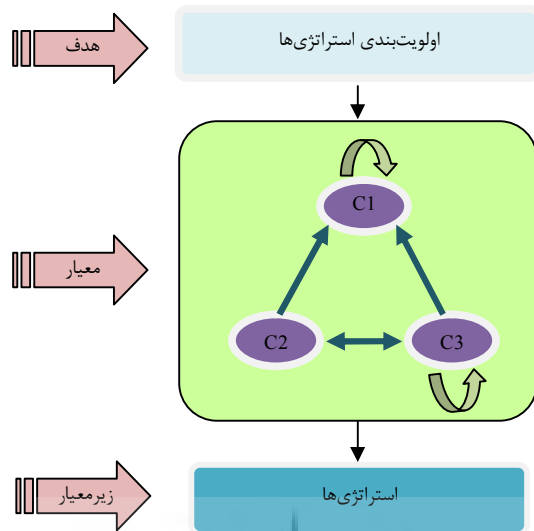 هدف
اولویت‌بندی استراتژی‌ها
معیار
C1
C2
C3
زیرمعیار
استراتژی‌ها